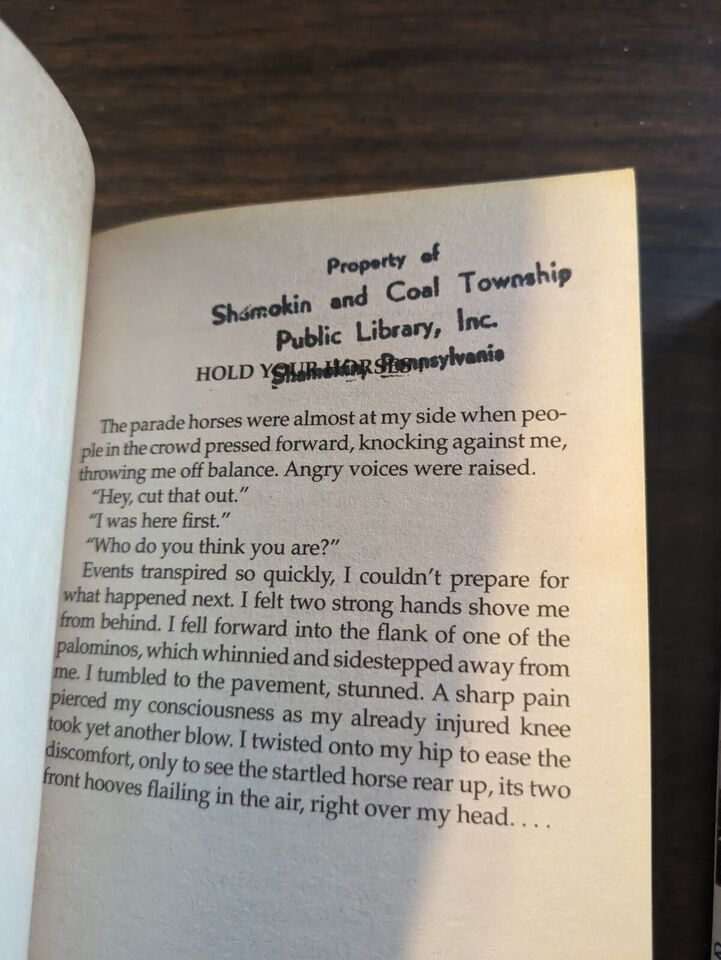 Property of
Shamokin and Coal Township
Public Library, Inc.
Shamokin, Pennsylvania
HOLD YOUR HORSES
The parade horses were almost at my side when peo-
ple in the crowd pressed forward, knocking against me,
throwing me off balance. Angry voices were raised.
“Hey, cut that out.”
“I was here first.”
“Who do you think you are?”
Events transpired so quickly, I couldn’t prepare for
what happened next. I felt two strong hands shove me
from behind. I fell forward into the flank of one of the
palominos, which whinnied and sidestepped away from
me. I tumbled to the pavement, stunned. A sharp pain
pierced my consciousness as my already injured knee
took yet another blow. I twisted onto my hip to ease the
discomfort, only to see the startled horse rear up, its two
front hooves flailing in the air, right over my head. . . .